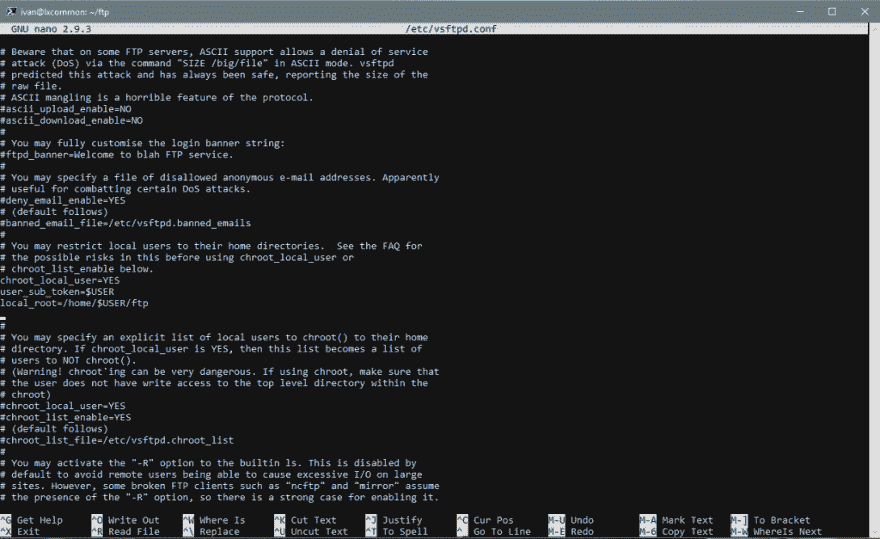 ivan@lxcommon: ~/ftp
GNU nano 2.9.3 /etc/vsftpd.conf
# Beware that on some FTP servers, ASCII support allows a denial of service
# attack (DoS) via the command "SIZE /big/file" in ASCII mode. vsftpd
# predicted this attack and has always been safe, reporting the size of the
# raw file.
# ASCII mangling is a horrible feature of the protocol.
#ascii_upload_enable=NO
#ascii_download_enable=NO
#
# You may fully customise the login banner string:
#ftpd_banner=Welcome to blah FTP service.
#
# You may specify a file of disallowed anonymous e-mail addresses. Apparently
# useful for combatting certain DoS attacks.
#deny_email_enable=YES
# (default follows)
#banned_email_file=/etc/vsftpd.banned_emails
#
# You may restrict local users to their home directories.  See the FAQ for
# the possible risks in this before using chroot_local_user or
# chroot_list_enable below.
chroot_local_user=YES
user_sub_token=$USER
local_root=/home/$USER/ftp
#
# You may specify an explicit list of local users to chroot() to their home
# directory. If chroot_local_user is YES, then this list becomes a list of
# users to NOT chroot().
# (Warning! chroot'ing can be very dangerous. If using chroot, make sure that
# the user does not have write access to the top level directory within the
# chroot)
#chroot_local_user=YES
#chroot_list_enable=YES
# (default follows)
#chroot_list_file=/etc/vsftpd.chroot_list
#
# You may activate the "-R" option to the builtin ls. This is disabled by
# default to avoid remote users being able to cause excessive I/O on large
# sites. However, some broken FTP clients such as "ncftp" and "mirror" assume
# the presence of the "-R" option, so there is a strong case for enabling it.
^G Get Help ^O Write Out ^W Where Is ^K Cut Text ^J Justify ^C Cur Pos M-U Undo M-A Mark Text M-] To Bracket
^X Exit ^R Read File ^\ Replace ^U Uncut Text ^T To Spell ^_ Go To Line M-E Redo M-6 Copy Text M-W WhereIs Next